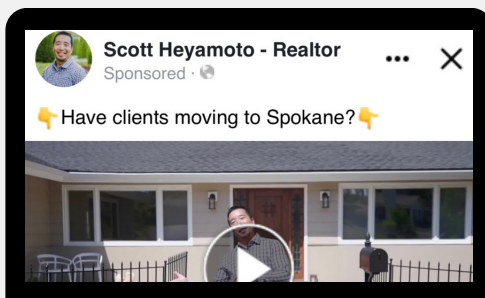 Scott Heyamoto - Realtor
Sponsored ·
👇Have clients moving to Spokane?👇